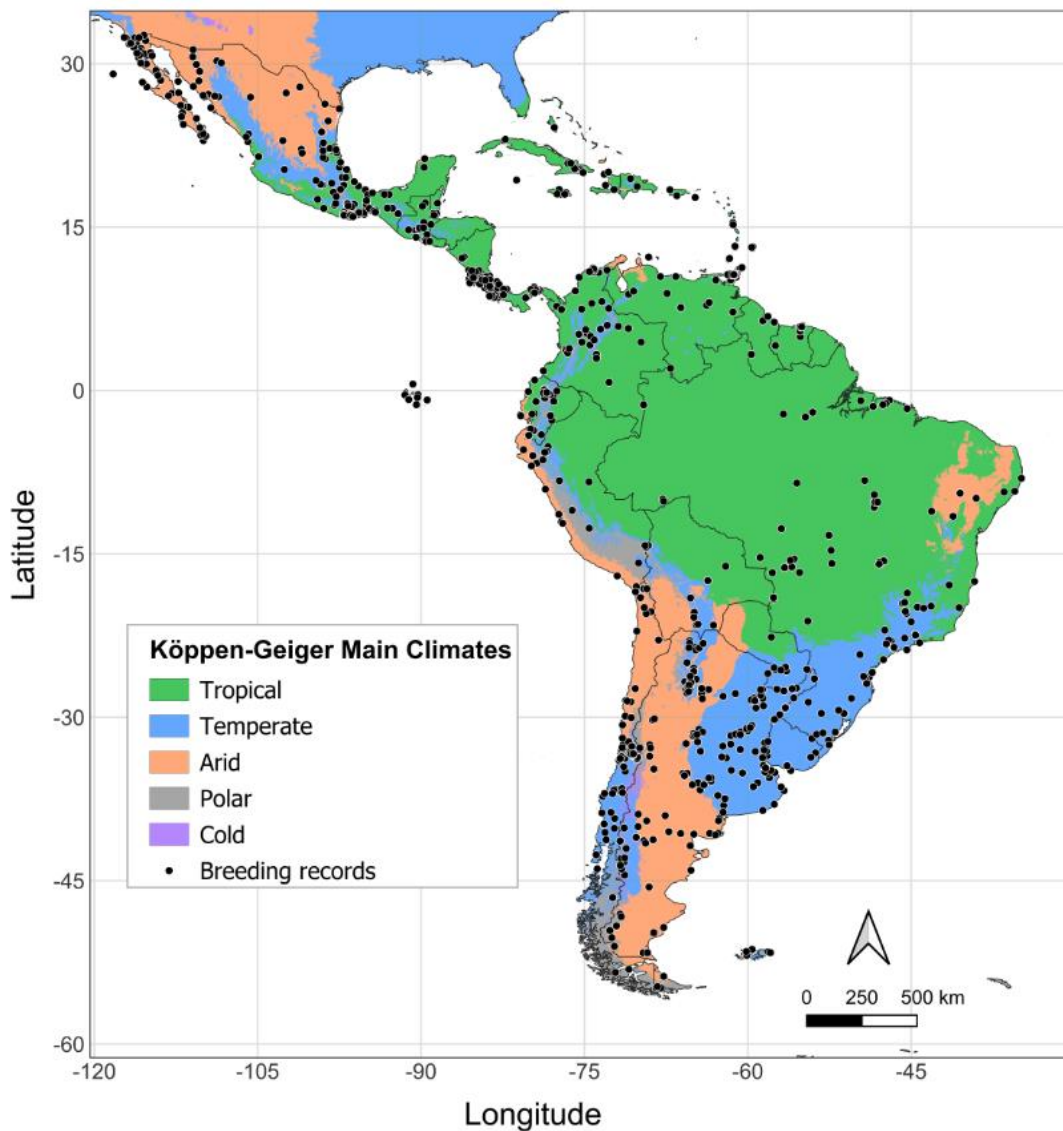 30
15
0
-15
-30
-45
-60
Latitude
Köppen-Geiger Main Climates
Tropical
Temperate
Arid
Polar
Cold
Breeding records
0 250 500 km
-120 -105 -90 -75 -60 -45
Longitude